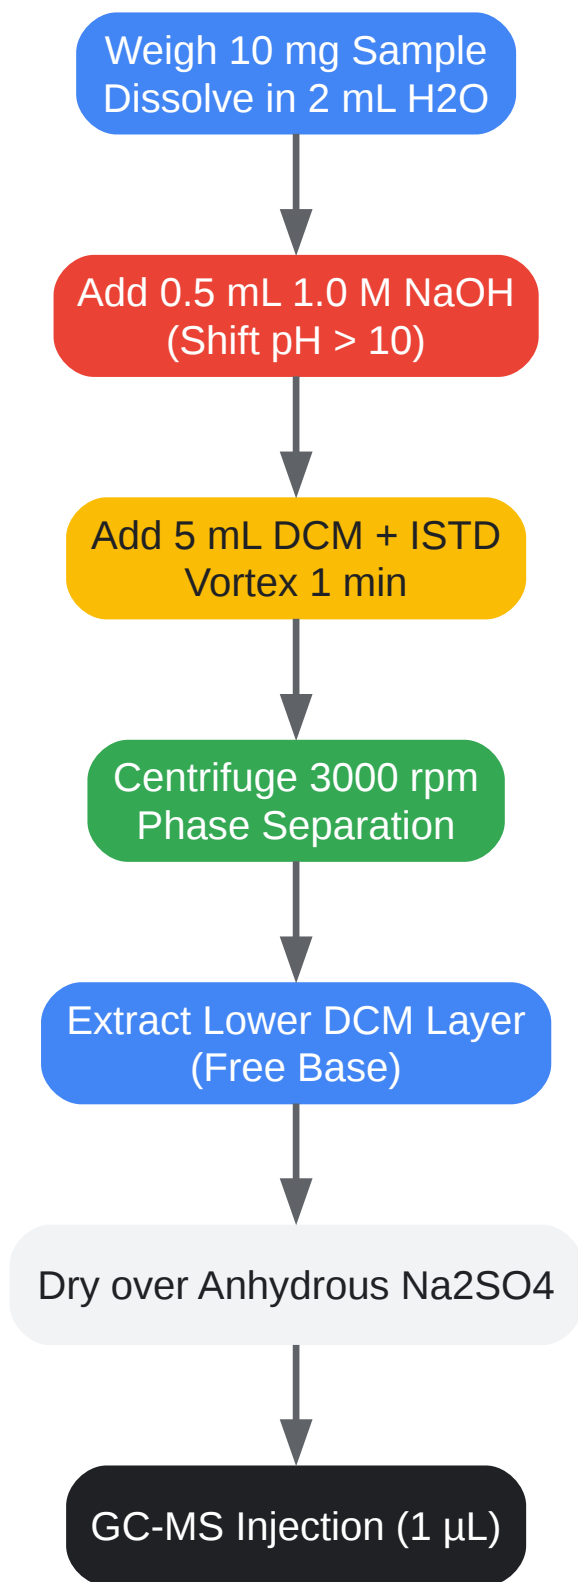 Weigh 10 mg Sample
Dissolve in 2 mL H2O
Add 0.5 mL 1.0 M NaOH
(Shift pH > 10)
Add 5 mL DCM + ISTD
Vortex 1 min
Centrifuge 3000 rpm
Phase Separation
Extract Lower DCM Layer
(Free Base)
Dry over Anhydrous Na2SO4
GC-MS Injection (1 µL)